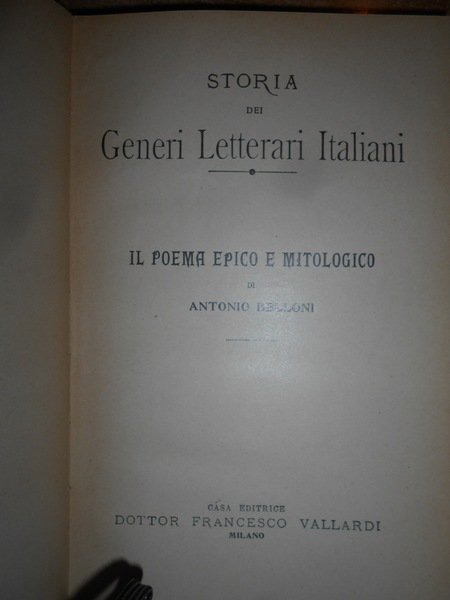 STORIA
DEI
Generi Letterari Italiani
IL POEMA EPICO E MITOLOGICO
DI
ANTONIO BELLONI
CASA EDITRICE
DOTTOR FRANCESCO VALLARDI
MILANO